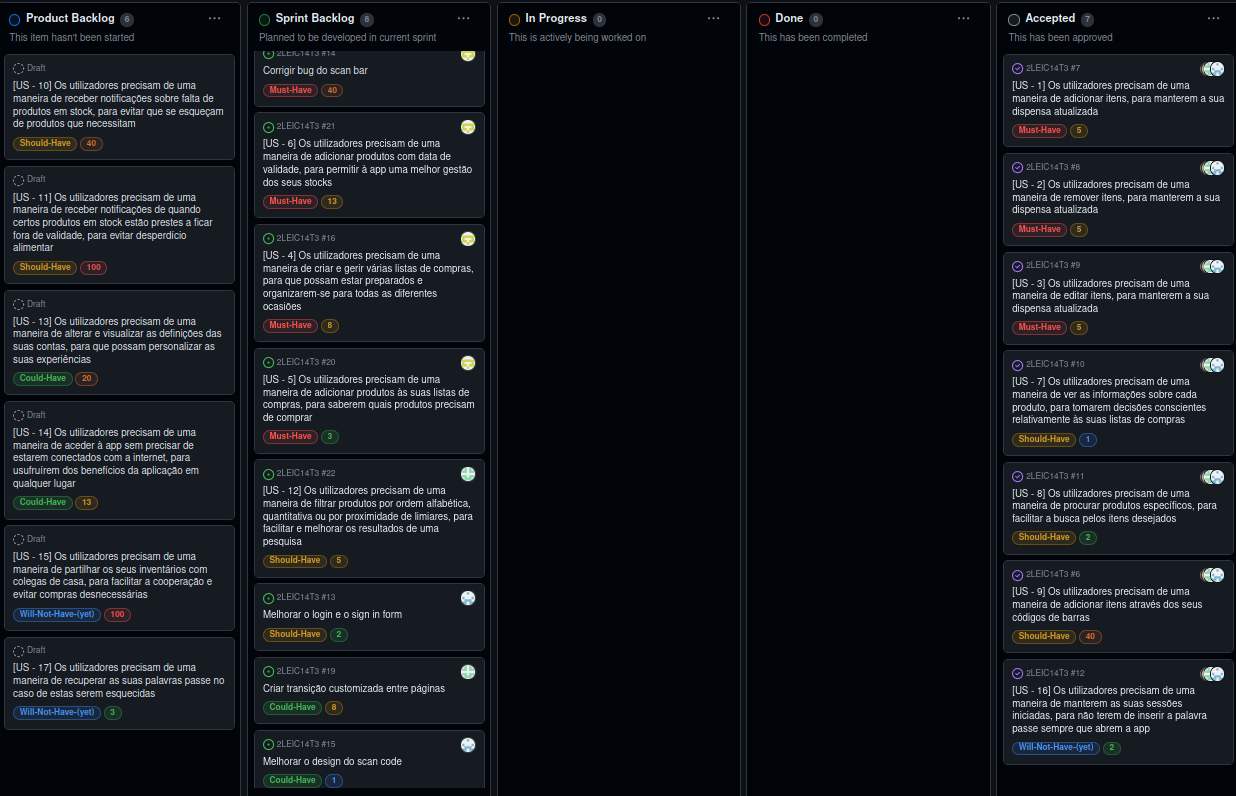 Product Backlog 6 ...
This item hasn't been started
Draft
[US - 10] Os utilizadores precisam de uma
maneira de receber notificações sobre falta de
produtos em stock, para evitar que se esqueçam
de produtos que necessitam
Should-Have 40
Draft
[US - 11] Os utilizadores precisam de uma
maneira de receber notificações de quando
certos produtos em stock estão prestes a ficar
fora de validade, para evitar desperdício
alimentar
Should-Have 100
Draft
[US - 13] Os utilizadores precisam de uma
maneira de alterar e visualizar as definições das
suas contas, para que possam personalizar as
suas experiências
Could-Have 20
Draft
[US - 14] Os utilizadores precisam de uma
maneira de aceder à app sem precisar de
estarem conectados com a internet, para
usufruírem dos benefícios da aplicação em
qualquer lugar
Could-Have 13
Draft
[US - 15] Os utilizadores precisam de uma
maneira de partilhar os seus inventários com
colegas de casa, para facilitar a cooperação e
evitar compras desnecessárias
Will-Not-Have-(yet) 100
Draft
[US - 17] Os utilizadores precisam de uma
maneira de recuperar as suas palavras passe no
caso de estas serem esquecidas
Will-Not-Have-(yet) 3
Sprint Backlog 8 ...
Planned to be developed in current sprint
2LEIC14T3 #14
Corrigir bug do scan bar
Must-Have 40
2LEIC14T3 #21
[US - 6] Os utilizadores precisam de uma
maneira de adicionar produtos com data de
validade, para permitir à app uma melhor gestão
dos seus stocks
Must-Have 13
2LEIC14T3 #16
[US - 4] Os utilizadores precisam de uma
maneira de criar e gerir várias listas de compras,
para que possam estar preparados e
organizarem-se para todas as diferentes
ocasiões
Must-Have 8
2LEIC14T3 #20
[US - 5] Os utilizadores precisam de uma
maneira de adicionar produtos às suas listas de
compras, para saberem quais produtos precisam
de comprar
Must-Have 3
2LEIC14T3 #22
[US - 12] Os utilizadores precisam de uma
maneira de filtrar produtos por ordem alfabética,
quantitativa ou por proximidade de limiares, para
facilitar e melhorar os resultados de uma
pesquisa
Should-Have 5
2LEIC14T3 #13
Melhorar o login e o sign in form
Should-Have 2
2LEIC14T3 #19
Criar transição customizada entre páginas
Could-Have 8
2LEIC14T3 #15
Melhorar o design do scan code
Could-Have 1
In Progress 0 ...
This is actively being worked on
Done 0 ...
This has been completed
Accepted 7 ...
This has been approved
2LEIC14T3 #7
[US - 1] Os utilizadores precisam de uma
maneira de adicionar itens, para manterem a sua
dispensa atualizada
Must-Have 5
2LEIC14T3 #8
[US - 2] Os utilizadores precisam de uma
maneira de remover itens, para manterem a sua
dispensa atualizada
Must-Have 5
2LEIC14T3 #9
[US - 3] Os utilizadores precisam de uma
maneira de editar itens, para manterem a sua
dispensa atualizada
Must-Have 5
2LEIC14T3 #10
[US - 7] Os utilizadores precisam de uma
maneira de ver as informações sobre cada
produto, para tomarem decisões conscientes
relativamente às suas listas de compras
Should-Have 1
2LEIC14T3 #11
[US - 8] Os utilizadores precisam de uma
maneira de procurar produtos específicos, para
facilitar a busca pelos itens desejados
Should-Have 2
2LEIC14T3 #6
[US - 9] Os utilizadores precisam de uma
maneira de adicionar itens através dos seus
códigos de barras
Should-Have 40
2LEIC14T3 #12
[US - 16] Os utilizadores precisam de uma
maneira de manterem as suas sessões
iniciadas, para não terem de inserir a palavra
passe sempre que abrem a app
Will-Not-Have-(yet) 2